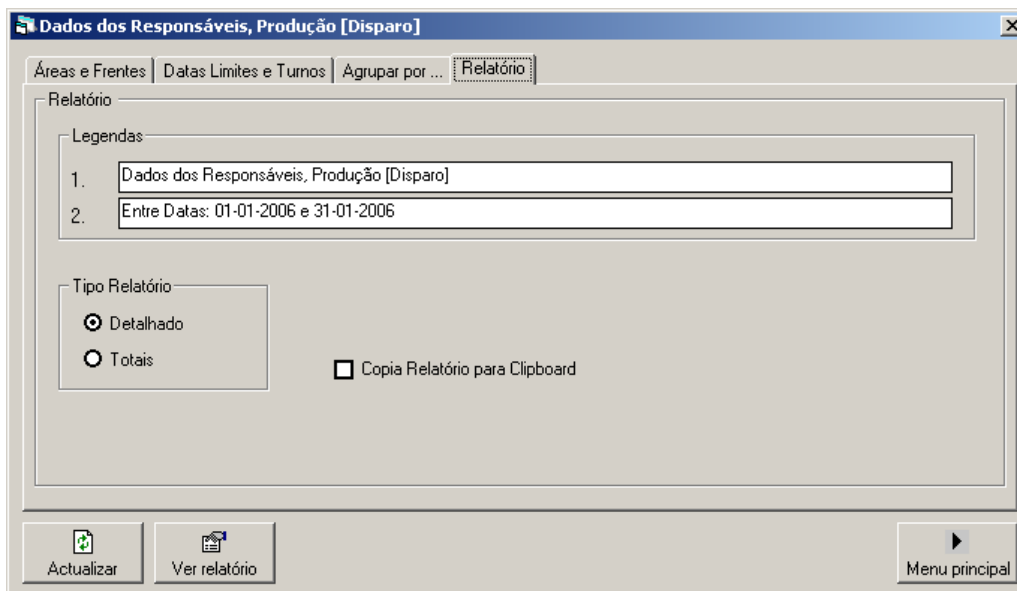 Dados dos Responsáveis, Produção [Disparo]
Áreas e Frentes Datas Limites e Turnos Agrupar por ... Relatório
Relatório
Legendas
1. Dados dos Responsáveis, Produção [Disparo]
2. Entre Datas: 01-01-2006 e 31-01-2006
Tipo Relatório
Detalhado
Totais
Copia Relatório para Clipboard
Actualizar Ver relatório Menu principal